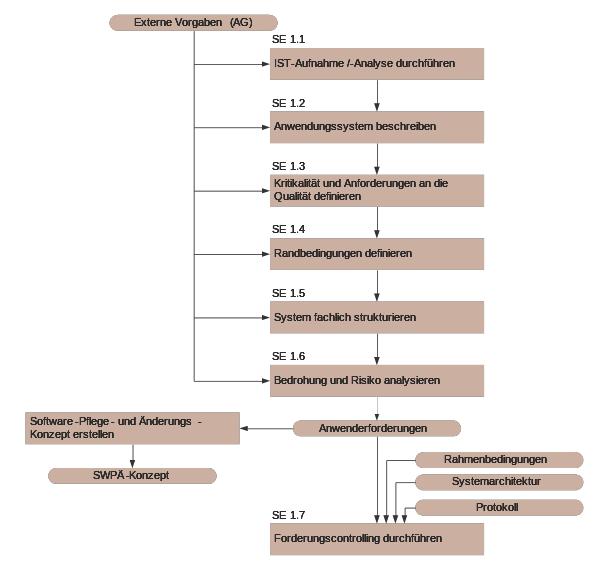 Externe Vorgaben (AG)
SE 1.1
IST-Aufnahme /-Analyse durchführen
SE 1.2
Anwendungssystem beschreiben
SE 1.3
Kritikalität und Anforderungen an die
Qualität definieren
SE 1.4
Randbedingungen definieren
SE 1.5
System fachlich strukturieren
SE 1.6
Bedrohung und Risiko analysieren
Software -Pflege - und Änderungs -
Konzept erstellen
Anwenderforderungen
SWPÄ-Konzept
Rahmenbedingungen
Systemarchitektur
Protokoll
SE 1.7
Forderungscontrolling durchführen